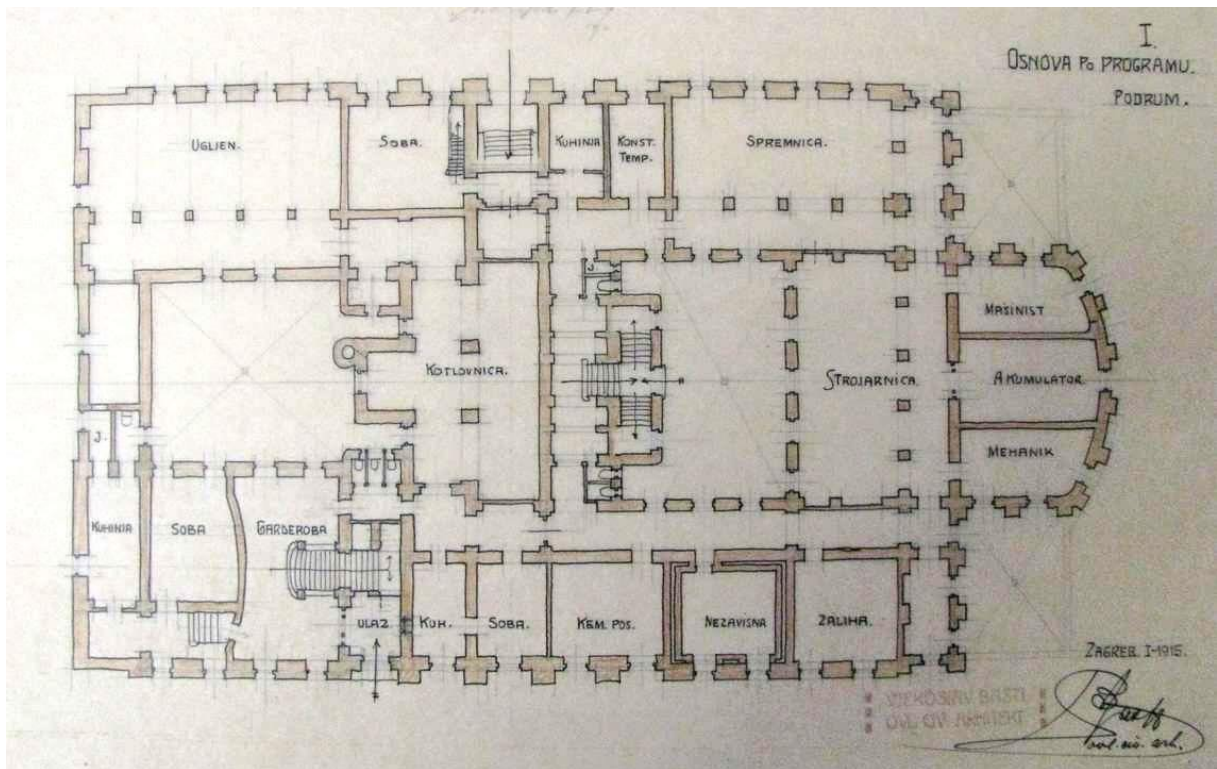 I.
OSNOVA PO PROGRAMU.
PODRUM.
UGLJEN.
SOBA.
KUHINJA
KONST.
TEMP.
SPREMNICA.
J.
MAŠINIST
KOTLOVNICA.
STROJARNICA.
AKUMULATOR.
MEHANIK
J.
KUHINJA
SOBA
GARDEROBA
ULAZ
KUH.
SOBA.
KEM. POS.
NEZAVISNA
ZALIHA.
ZAGREB. I-1915.